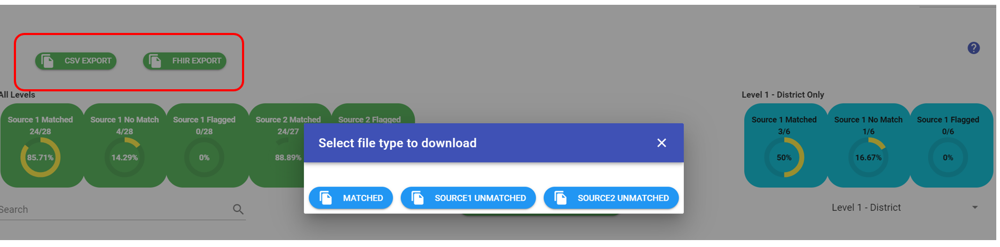 CSV EXPORT
FHIR EXPORT
?
All Levels
Level 1 - District Only
Source 1 Matched
24/28
85.71%
Source 1 No Match
4/28
14.29%
Source 1 Flagged
0/28
0%
Source 2 Matched
24/27
88.89%
Source 2 Flagged
Source 1 Matched
3/6
50%
Source 1 No Match
1/6
16.67%
Source 1 Flagged
0/6
0%
Select file type to download
MATCHED
SOURCE1 UNMATCHED
SOURCE2 UNMATCHED
Search
Level 1 - District